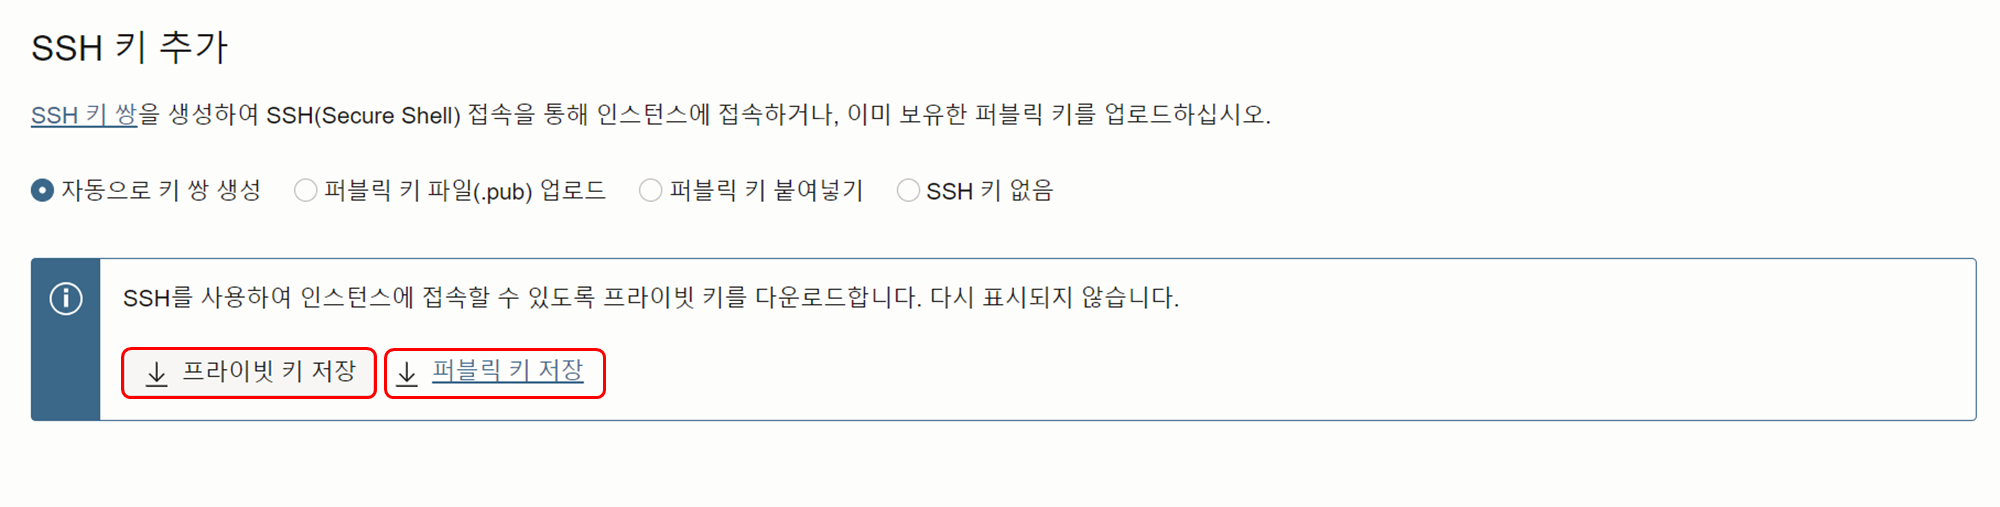 SSH 키 추가
SSH 키 쌍을 생성하여 SSH(Secure Shell) 접속을 통해 인스턴스에 접속하거나, 이미 보유한 퍼블릭 키를 업로드하십시오.
자동으로 키 쌍 생성 퍼블릭 키 파일(.pub) 업로드 퍼블릭 키 붙여넣기 SSH 키 없음
SSH를 사용하여 인스턴스에 접속할 수 있도록 프라이빗 키를 다운로드합니다. 다시 표시되지 않습니다.
프라이빗 키 저장 퍼블릭 키 저장